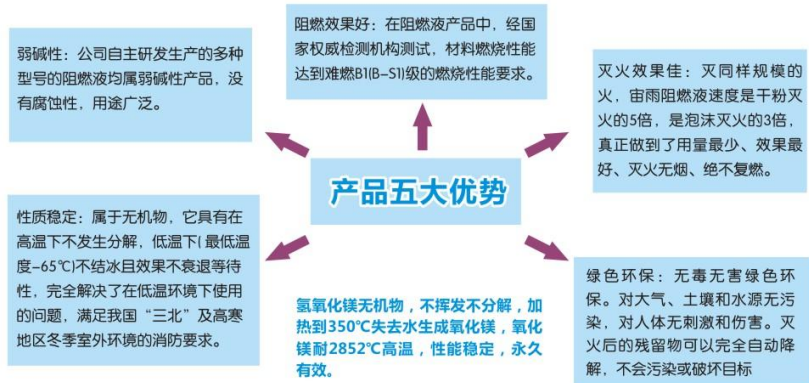 弱碱性：公司自主研发生产的多种
型号的阻燃液均属弱碱性产品，没
有腐蚀性，用途广泛。
阻燃效果好：在阻燃液产品中，经国
家权威检测机构测试，材料燃烧性能
达到难燃B1(B-S1)级的燃烧性能要求。
灭火效果佳：灭同样规模的
火，宙雨阻燃液速度是干粉灭
火的5倍，是泡沫灭火的3倍，
真正做到了用量最少、效果最
好、灭火无烟、绝不复燃。
产品五大优势
性质稳定：属于无机物，它具有在
高温下不发生分解，低温下(最低温
度-65℃)不结冰且效果不衰退等待
性，完全解决了在低温环境下使用
的问题，满足我国“三北”及高寒
地区冬季室外环境的消防要求。
氢氧化镁无机物，不挥发不分解，加
热到350℃失去水生成氧化镁，氧化
镁耐2852℃高温，性能稳定，永久
有效。
绿色环保：无毒无害绿色环
保。对大气、土壤和水源无污
染，对人体无刺激和伤害。灭
火后的残留物可以完全自动降
解，不会污染或破坏目标